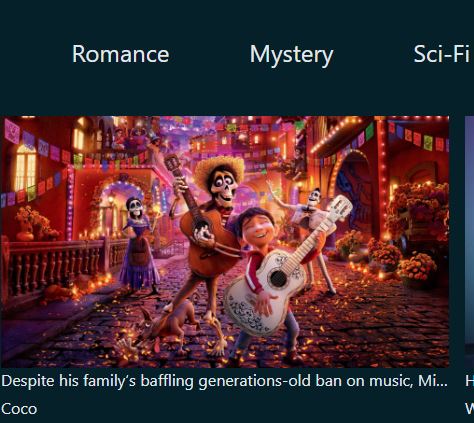 Romance Mystery Sci-Fi
Despite his family's baffling generations-old ban on music, Mi... H
Coco W